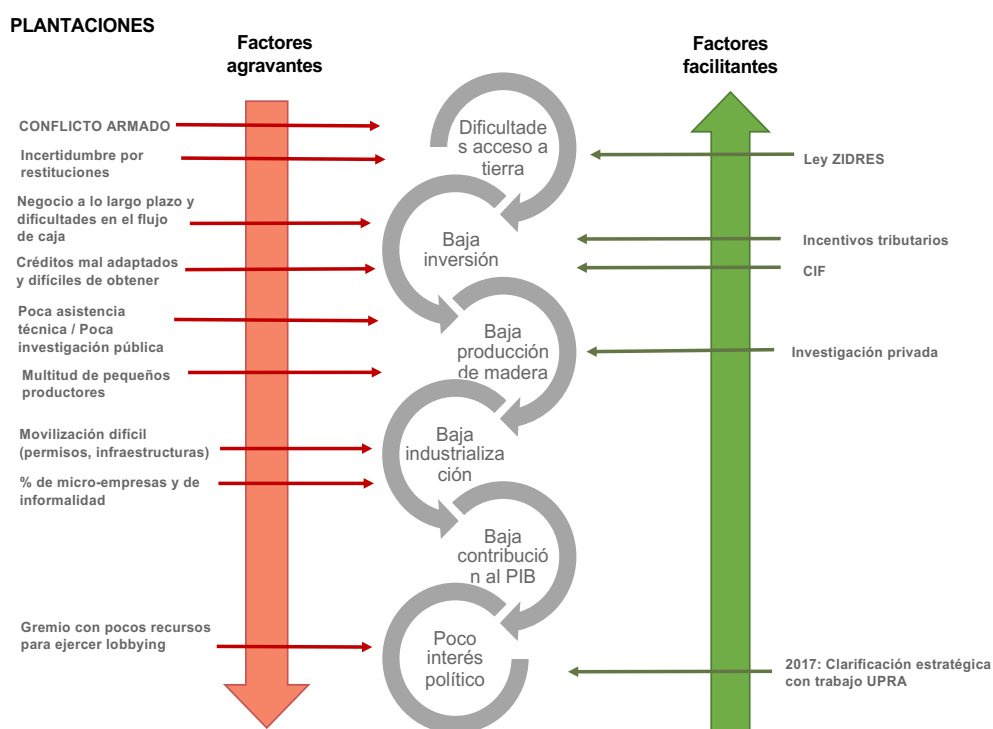 PLANTACIONES
Factores
agravantes
Factores
facilitantes
CONFLICTO ARMADO
Incertidumbre por
restituciones
Negocio a lo largo plazo y
dificultades en el flujo
de caja
Créditos mal adaptados
y difíciles de obtener
Poca asistencia
técnica / Poca
investigación pública
Multitud de pequeños
productores
Movilización difícil
(permisos, infraestructuras)
% de micro-empresas y de
informalidad
Gremio con pocos recursos
para ejercer lobbying
Dificultade
s acceso a
tierra
Baja
inversión
Baja
producción
de madera
Baja
industrializa
ción
Baja
contribució
n al PIB
Poco
interés
político
Ley ZIDRES
Incentivos tributarios
CIF
Investigación privada
2017: Clarificación estratégica
con trabajo UPRA